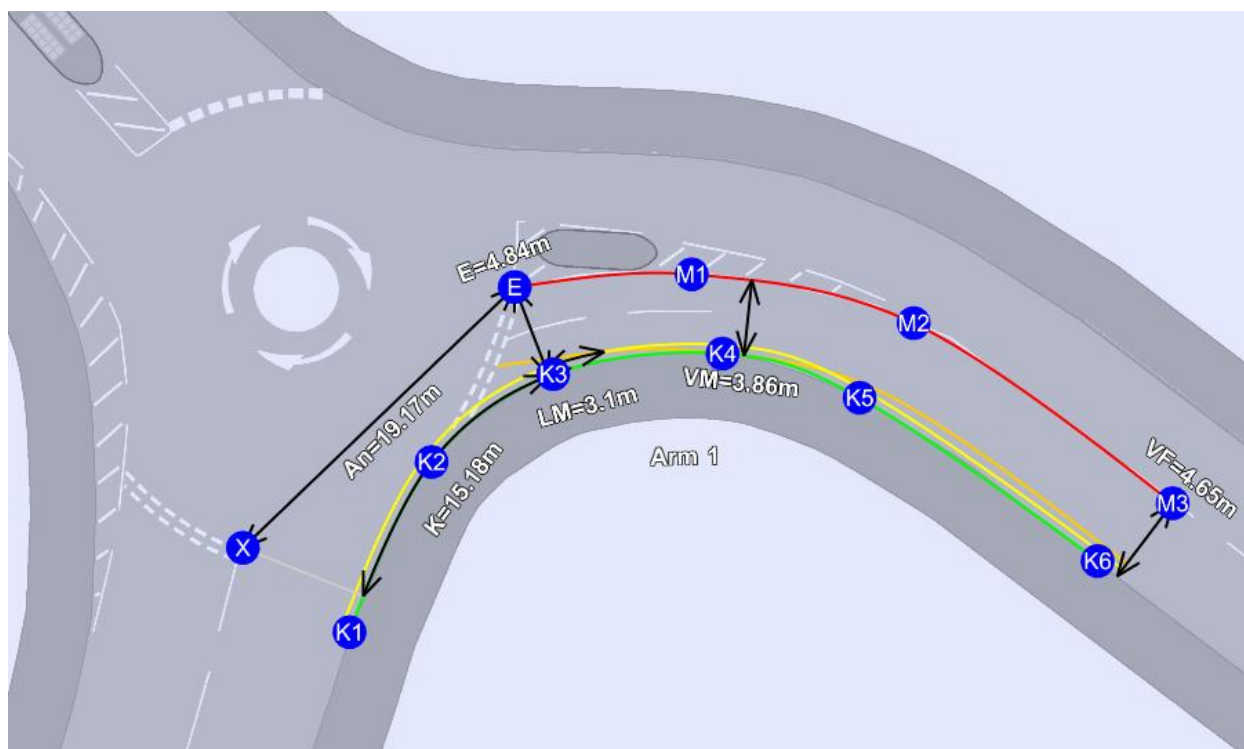 E=4.84m
E
M1
M2
K4
VM=3.86m
K3
K5
LM=3.1m
An=19.17m
K2
K=15.18m
Arm 1
VF=4.65m
M3
X
K6
K1